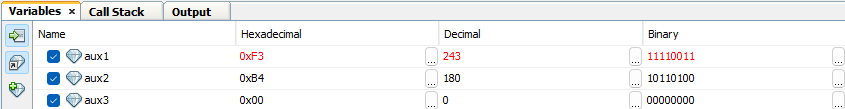 Variables × Call Stack Output
Name Hexadecimal Decimal Binary
aux1 0xF3 ... 243 ... 11110011 ...
aux2 0xB4 ... 180 ... 10110100 ...
aux3 0x00 ... 0 ... 00000000 ...